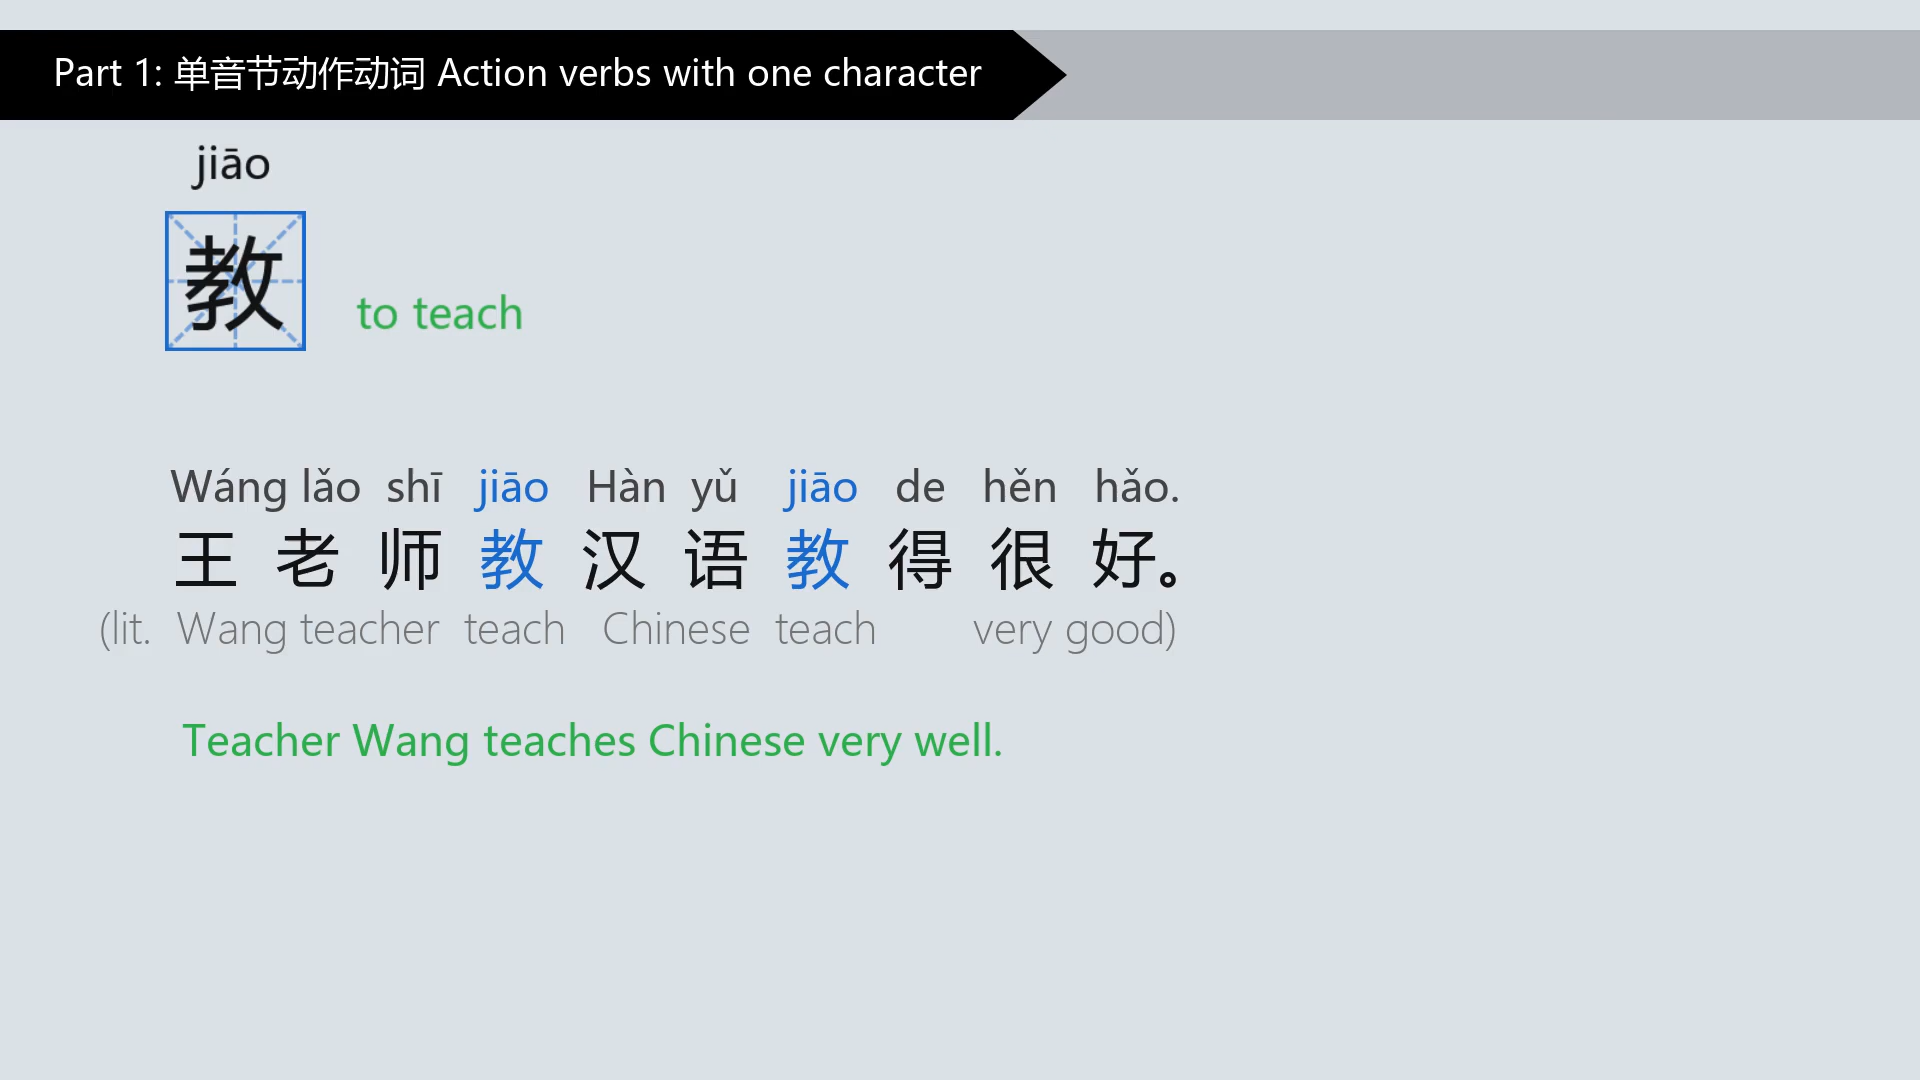 Part 1: 单音节动作动词 Action verbs with one character
jiāo
教
to teach
Wáng lǎo shī jiāo Hàn yǔ jiāo de hěn hǎo.
王老师教汉语教得很好。
(lit. Wang teacher teach Chinese teach very good)
Teacher Wang teaches Chinese very well.